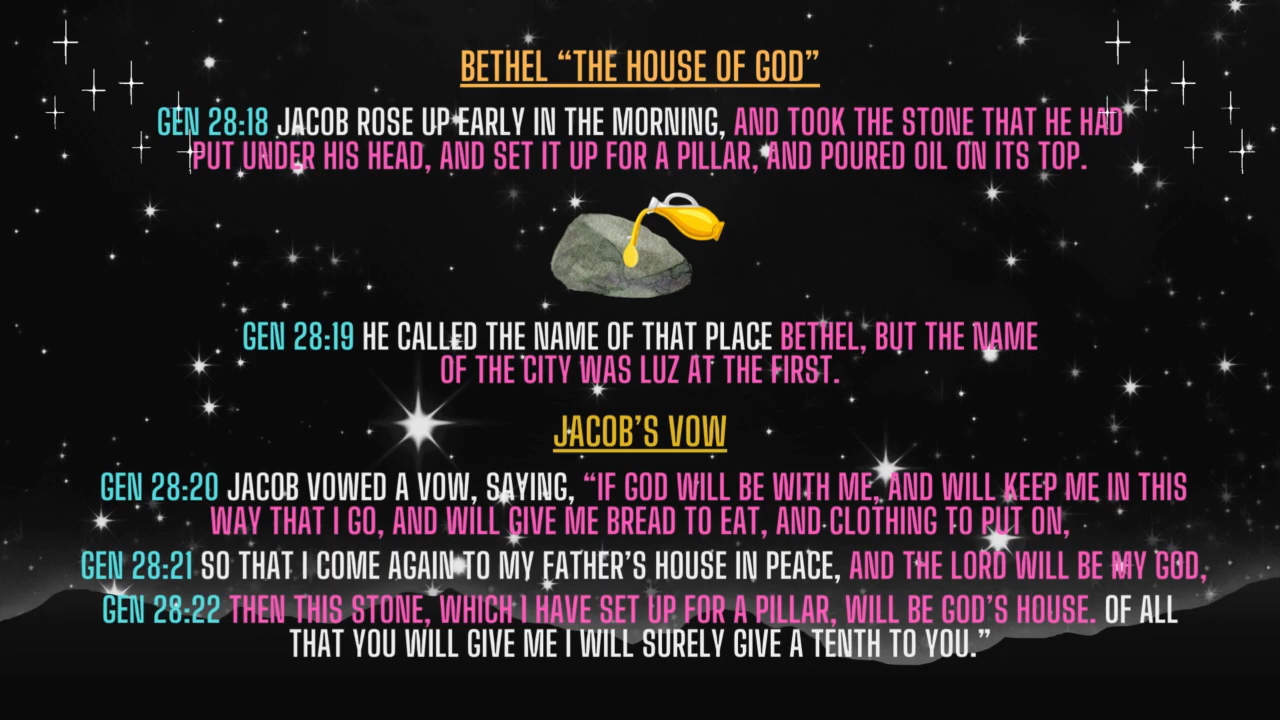 BETHEL “THE HOUSE OF GOD”
GEN 28:18 JACOB ROSE UP EARLY IN THE MORNING, AND TOOK THE STONE THAT HE HAD
PUT UNDER HIS HEAD, AND SET IT UP FOR A PILLAR, AND POURED OIL ON ITS TOP.
GEN 28:19 HE CALLED THE NAME OF THAT PLACE BETHEL, BUT THE NAME
OF THE CITY WAS LUZ AT THE FIRST.
JACOB’S VOW
GEN 28:20 JACOB VOWED A VOW, SAYING, “IF GOD WILL BE WITH ME, AND WILL KEEP ME IN THIS
WAY THAT I GO, AND WILL GIVE ME BREAD TO EAT, AND CLOTHING TO PUT ON,
GEN 28:21 SO THAT I COME AGAIN TO MY FATHER’S HOUSE IN PEACE, AND THE LORD WILL BE MY GOD,
GEN 28:22 THEN THIS STONE, WHICH I HAVE SET UP FOR A PILLAR, WILL BE GOD’S HOUSE. OF ALL
THAT YOU WILL GIVE ME I WILL SURELY GIVE A TENTH TO YOU.”